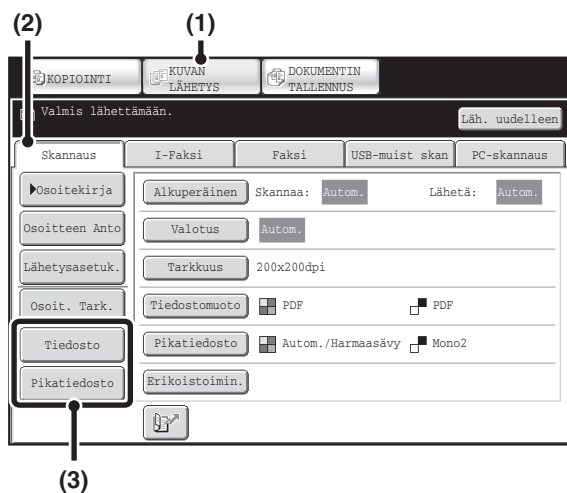 (2) (1)
KOPIOINTI
KUVAN
LÄHETYS
DOKUMENTIN
TALLENNUS
Valmis lähettämään.
Läh. uudelleen
Skannaus I-Faksi Faksi USB-muist skan PC-skannaus
Osoitekirja
Alkuperäinen Skannaa: Autom. Lähetä: Autom.
Osoitteen Anto
Valotus Autom.
Lähetysasetuk.
Tarkkuus 200x200dpi
Osoit. Tark.
Tiedostomuoto PDF PDF
Tiedosto
Pikatiedosto Autom./Harmaasävy Mono2
Pikatiedosto
Erikoistoimin.
(3)